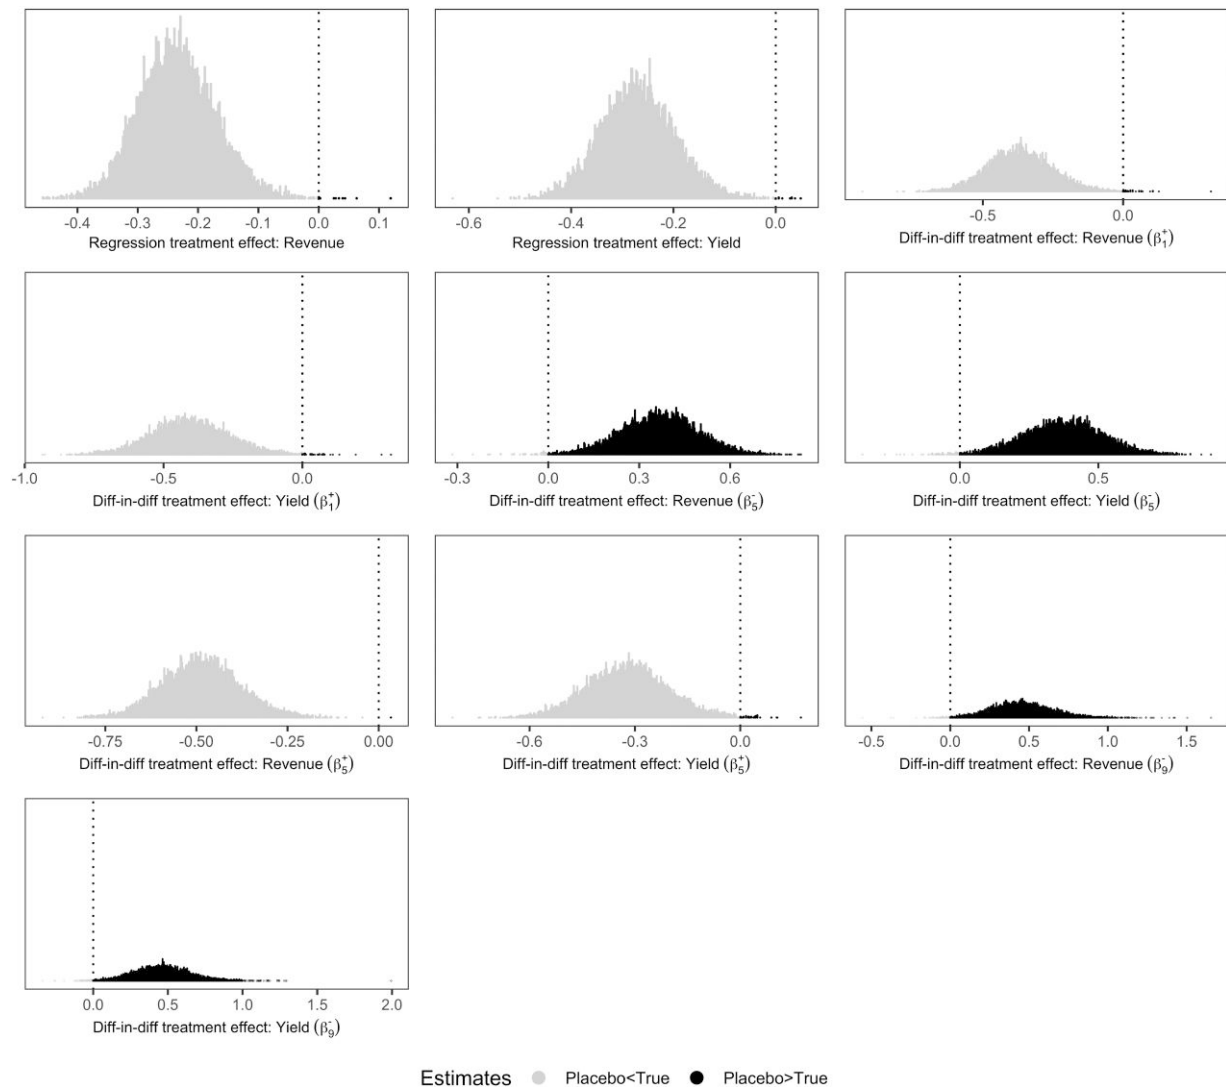 -0.4 -0.3 -0.2 -0.1 0.0 0.1
Regression treatment effect: Revenue
-0.6 -0.4 -0.2 0.0
Regression treatment effect: Yield
-0.5 0.0
Diff-in-diff treatment effect: Revenue (β₁⁺)
-1.0 -0.5 0.0
Diff-in-diff treatment effect: Yield (β₁⁺)
-0.3 0.0 0.3 0.6
Diff-in-diff treatment effect: Revenue (β₅⁻)
0.0 0.5
Diff-in-diff treatment effect: Yield (β₅⁻)
-0.75 -0.50 -0.25 0.00
Diff-in-diff treatment effect: Revenue (β₅⁺)
-0.6 -0.3 0.0
Diff-in-diff treatment effect: Yield (β₅⁺)
-0.5 0.0 0.5 1.0 1.5
Diff-in-diff treatment effect: Revenue (β₉⁻)
0.0 0.5 1.0 1.5 2.0
Diff-in-diff treatment effect: Yield (β₉⁻)
Estimates Placebo<True Placebo>True